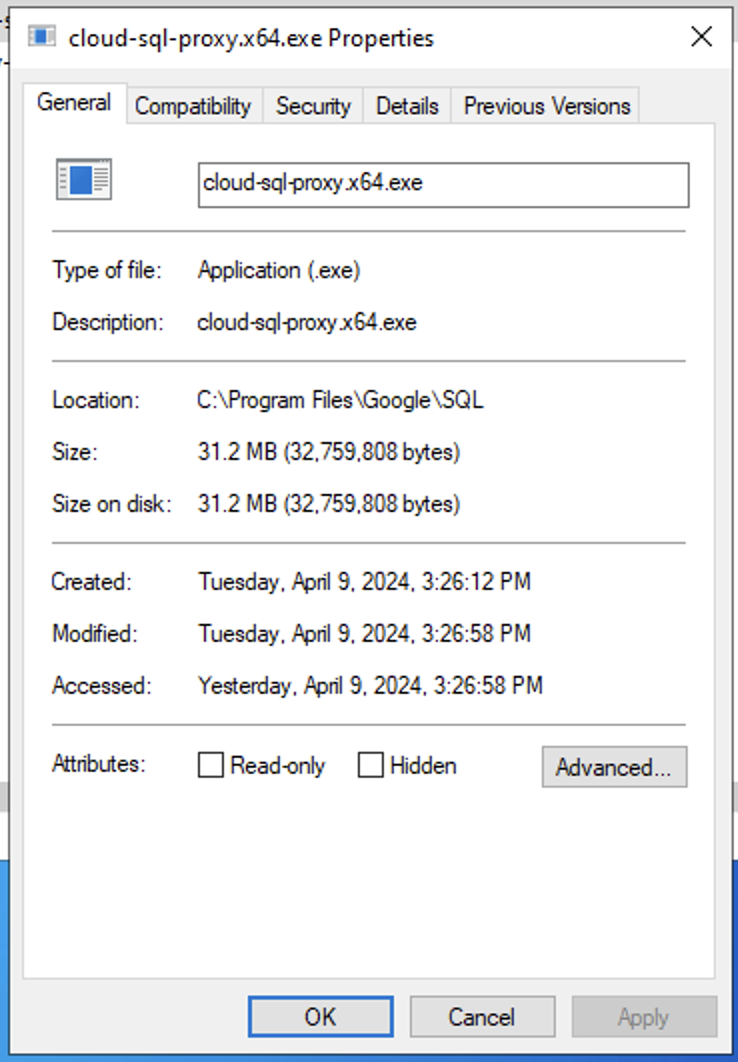 cloud-sql-proxy.x64.exe Properties
General Compatibility Security Details Previous Versions
cloud-sql-proxy.x64.exe
Type of file: Application (.exe)
Description: cloud-sql-proxy.x64.exe
Location: C:\Program Files\Google\SQL
Size: 31.2 MB (32,759,808 bytes)
Size on disk: 31.2 MB (32,759,808 bytes)
Created: Tuesday, April 9, 2024, 3:26:12 PM
Modified: Tuesday, April 9, 2024, 3:26:58 PM
Accessed: Yesterday, April 9, 2024, 3:26:58 PM
Attributes: Read-only Hidden Advanced...
OK Cancel Apply